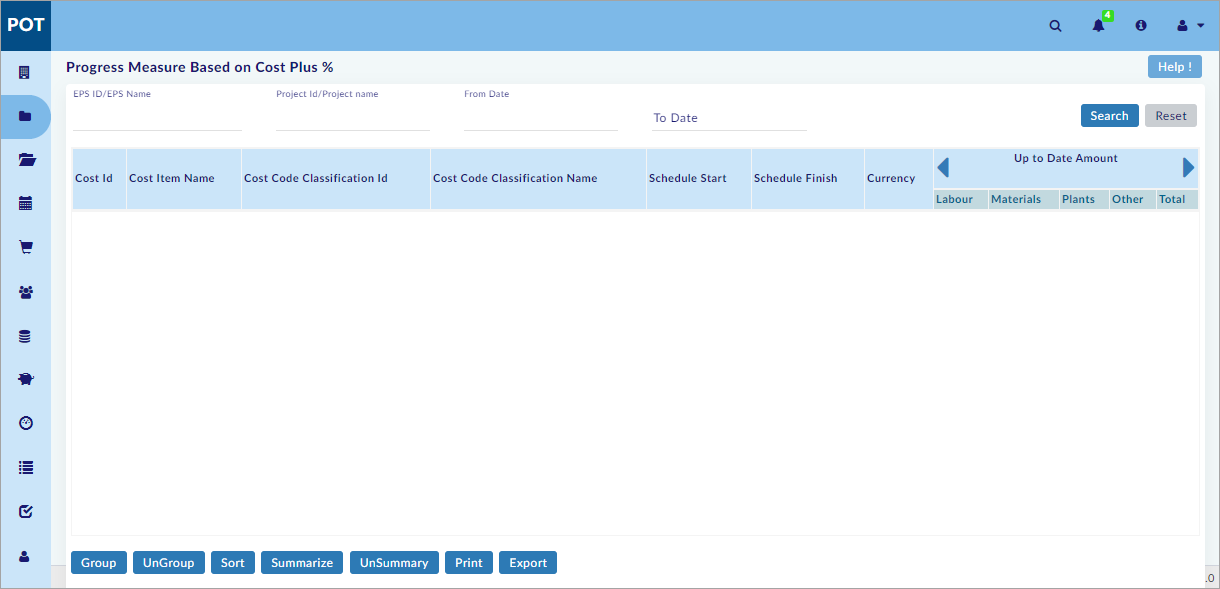 POT
4
Progress Measure Based on Cost Plus %
Help !
EPS ID/EPS Name
Project Id/Project name
From Date
To Date
Search
Reset
Cost Id
Cost Item Name
Cost Code Classification Id
Cost Code Classification Name
Schedule Start
Schedule Finish
Currency
Up to Date Amount
Labour
Materials
Plants
Other
Total
Group
UnGroup
Sort
Summarize
UnSummary
Print
Export
.0